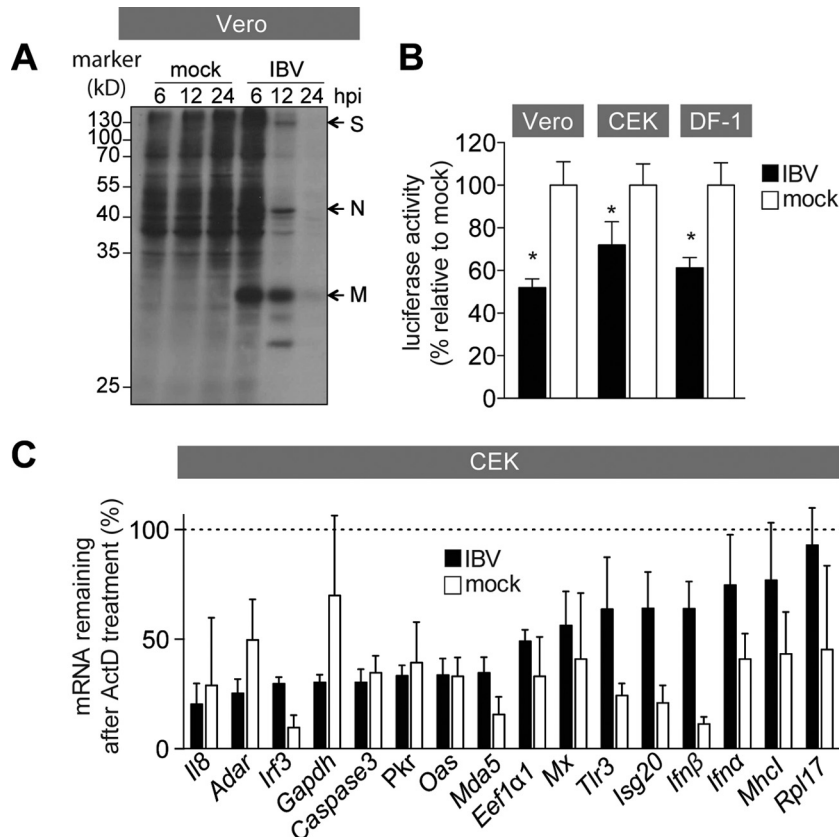 Vero
A
marker
(kD)
mock IBV
6 12 24 6 12 24 hpi
130
100
70
55
40
35
25
S
N
M
B
Vero CEK DF-1
luciferase activity
(% relative to mock)
120
100
80
60
40
20
0
* * *
IBV
mock
C
CEK
mRNA remaining
after ActD treatment (%)
100
50
0
IBV
mock
Il8 Adar Irf3 Gapdh Caspase3 Pkr Oas Mda5 Eef1α1 Mx Tlr3 Isg20 Ifnβ Ifnα MhcI Rpl17